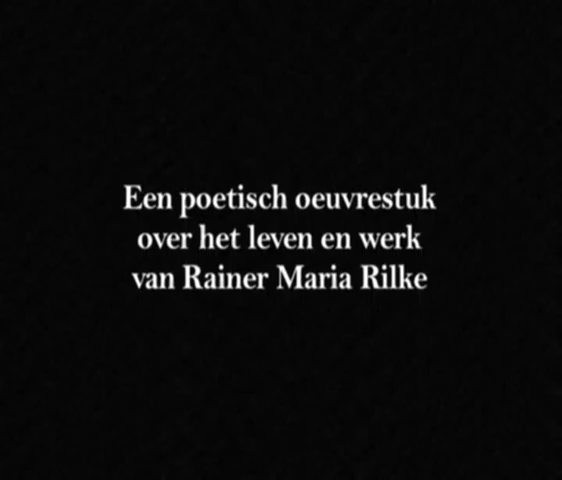 Een poetisch oeuvrestuk
over het leven en werk
van Rainer Maria Rilke